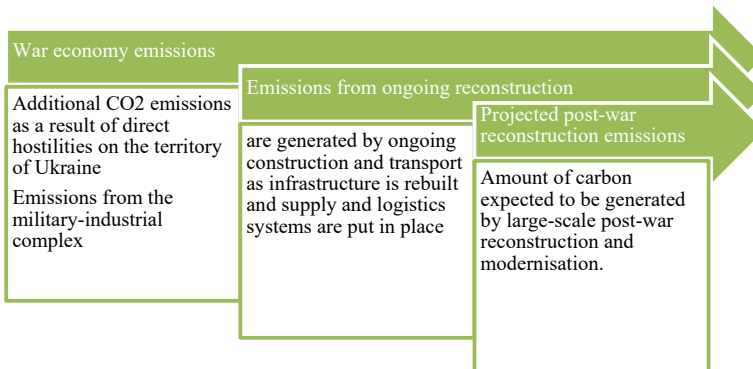 War economy emissions
Additional CO2 emissions
as a result of direct
hostilities on the territory
of Ukraine
Emissions from the
military-industrial
complex
Emissions from ongoing reconstruction
are generated by ongoing
construction and transport
as infrastructure is rebuilt
and supply and logistics
systems are put in place
Projected post-war
reconstruction emissions
Amount of carbon
expected to be generated
by large-scale post-war
reconstruction and
modernisation.